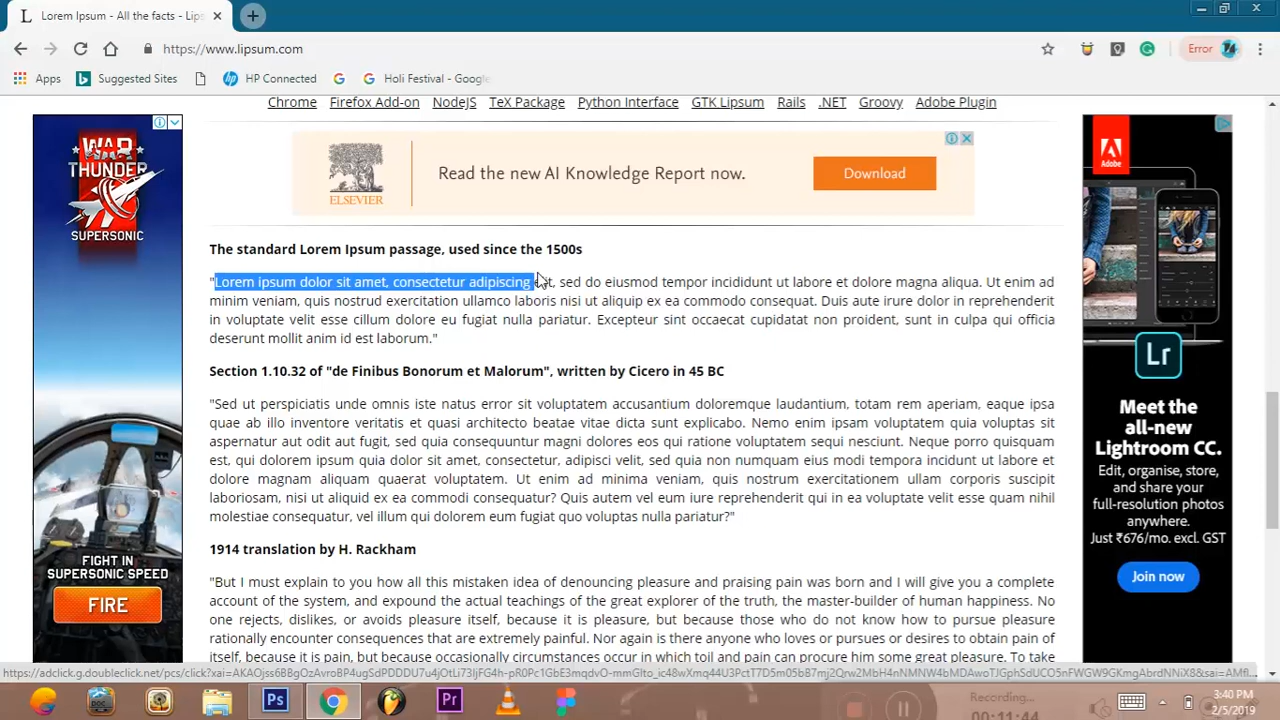 Lorem Ipsum - All the facts - Lips
https://www.lipsum.com
Error
Apps
Suggested Sites
HP Connected
Holi Festival - Google
Chrome Firefox Add-on NodeJS TeX Package Python Interface GTK Lipsum Rails .NET Groovy Adobe Plugin
WAR
THUNDER
SUPERSONIC
FIGHT IN
SUPERSONIC SPEED
FIRE
ELSEVIER
Read the new AI Knowledge Report now.
Download
The standard Lorem Ipsum passage, used since the 1500s
"Lorem ipsum dolor sit amet, consectetur adipiscing elit, sed do eiusmod tempor incididunt ut labore et dolore magna aliqua. Ut enim ad
minim veniam, quis nostrud exercitation ullamco laboris nisi ut aliquip ex ea commodo consequat. Duis aute irure dolor in reprehenderit
in voluptate velit esse cillum dolore eu fugiat nulla pariatur. Excepteur sint occaecat cupidatat non proident, sunt in culpa qui officia
deserunt mollit anim id est laborum."
Section 1.10.32 of "de Finibus Bonorum et Malorum", written by Cicero in 45 BC
"Sed ut perspiciatis unde omnis iste natus error sit voluptatem accusantium doloremque laudantium, totam rem aperiam, eaque ipsa
quae ab illo inventore veritatis et quasi architecto beatae vitae dicta sunt explicabo. Nemo enim ipsam voluptatem quia voluptas sit
aspernatur aut odit aut fugit, sed quia consequuntur magni dolores eos qui ratione voluptatem sequi nesciunt. Neque porro quisquam
est, qui dolorem ipsum quia dolor sit amet, consectetur, adipisci velit, sed quia non numquam eius modi tempora incidunt ut labore et
dolore magnam aliquam quaerat voluptatem. Ut enim ad minima veniam, quis nostrum exercitationem ullam corporis suscipit
laboriosam, nisi ut aliquid ex ea commodi consequatur? Quis autem vel eum iure reprehenderit qui in ea voluptate velit esse quam nihil
molestiae consequatur, vel illum qui dolorem eum fugiat quo voluptas nulla pariatur?"
1914 translation by H. Rackham
"But I must explain to you how all this mistaken idea of denouncing pleasure and praising pain was born and I will give you a complete
account of the system, and expound the actual teachings of the great explorer of the truth, the master-builder of human happiness. No
one rejects, dislikes, or avoids pleasure itself, because it is pleasure, but because those who do not know how to pursue pleasure
rationally encounter consequences that are extremely painful. Nor again is there anyone who loves or pursues or desires to obtain pain of
itself, because it is pain, but because occasionally circumstances occur in which toil and pain can procure him some great pleasure. To take
Adobe
Lr
Meet the
all-new
Lightroom CC.
Edit, organise, store,
and share your
full-resolution photos
anywhere.
Just ₹676/mo. excl. GST
Join now
Ps
Pr
Recording...
00:11:44
3:40 PM
2/5/2019